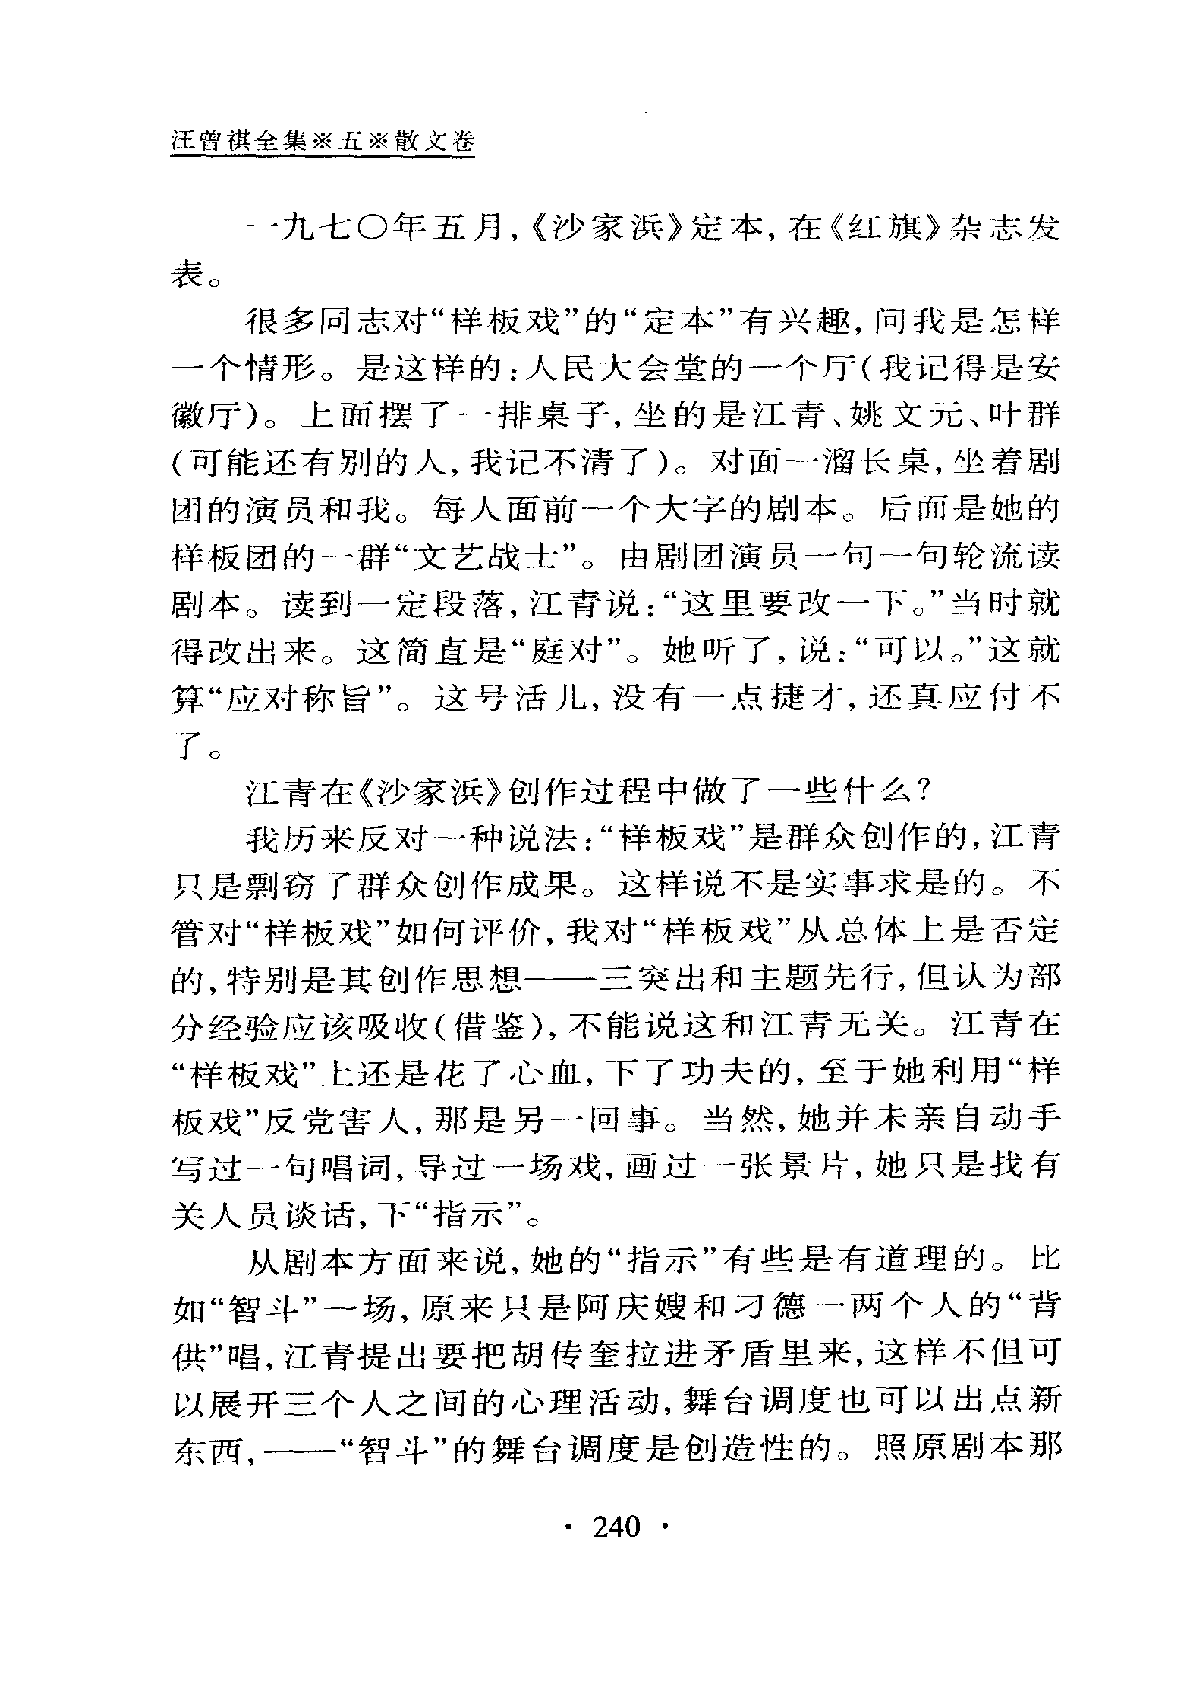 汪曾祺全集※五※散文卷
一九七〇年五月,《沙家浜》定本,在《红旗》杂志发
表。
很多同志对“样板戏”的“定本”有兴趣,问我是怎样
一个情形。是这样的:人民大会堂的一个厅(我记得是安
徽厅)。上面摆了一排桌子,坐的是江青、姚文元、叶群
(可能还有别的人,我记不清了)。对面一溜长桌,坐着剧
团的演员和我。每人面前一个大字的剧本。后面是她的
样板团的一群“文艺战士”。由剧团演员一句一句轮流读
剧本。读到一定段落,江青说:“这里要改一下。”当时就
得改出来。这简直是“庭对”。她听了,说:“可以。”这就
算“应对称旨”。这号活儿,没有一点捷才,还真应付不
了。
江青在《沙家浜》创作过程中做了一些什么?
我历来反对一种说法:“样板戏”是群众创作的,江青
只是剽窃了群众创作成果。这样说不是实事求是的。不
管对“样板戏”如何评价,我对“样板戏”从总体上是否定
的,特别是其创作思想——三突出和主题先行,但认为部
分经验应该吸收(借鉴),不能说这和江青无关。江青在
“样板戏”上还是花了心血,下了功夫的,至于她利用“样
板戏”反党害人,那是另一回事。当然,她并未亲自动手
写过一句唱词,导过一场戏,画过一张景片,她只是找有
关人员谈话,下“指示”。
从剧本方面来说,她的“指示”有些是有道理的。比
如“智斗”一场,原来只是阿庆嫂和刁德一两个人的“背
供”唱,江青提出要把胡传奎拉进矛盾里来,这样不但可
以展开三个人之间的心理活动,舞台调度也可以出点新
东西,——“智斗”的舞台调度是创造性的。照原剧本那
· 240 ·